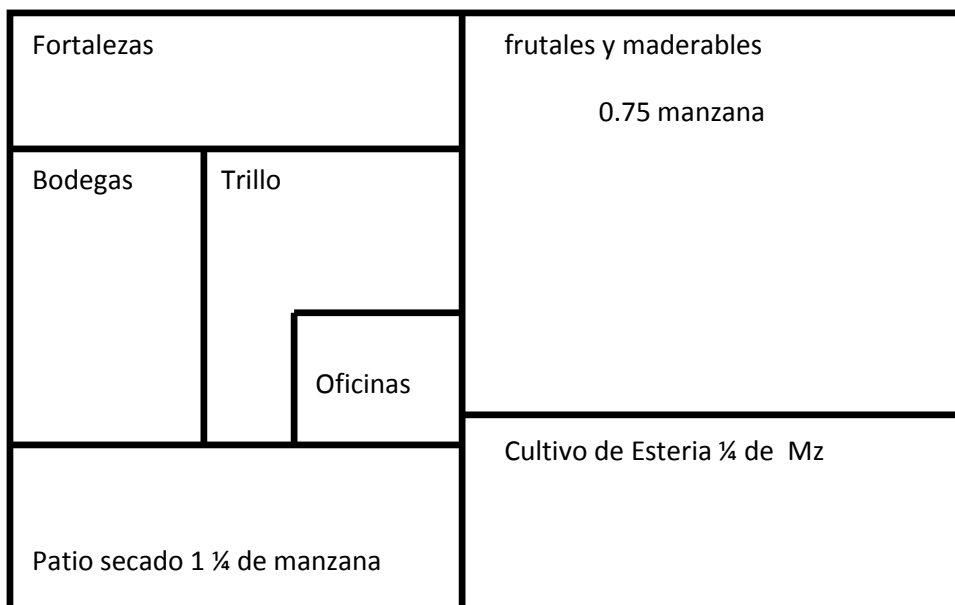 Fortalezas
frutales y maderables
0.75 manzana
Bodegas
Trillo
Oficinas
Cultivo de Esteria ¼ de Mz
Patio secado 1 ¼ de manzana